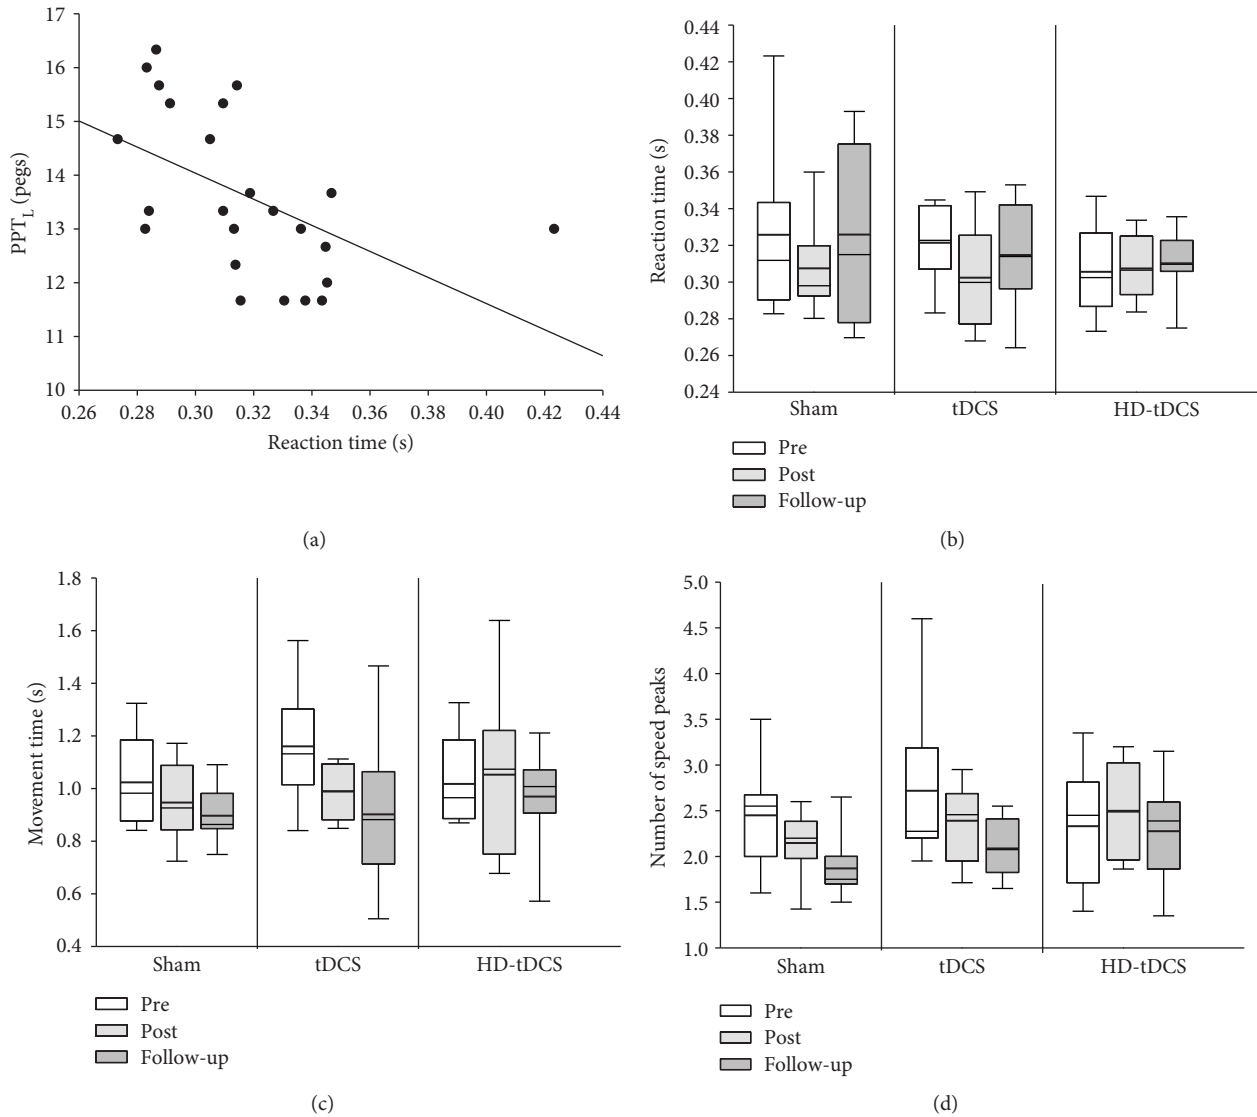 17
16
15
14
13
12
11
10
PPT_L (pegs)
0.26 0.28 0.30 0.32 0.34 0.36 0.38 0.40 0.42 0.44
Reaction time (s)
(a)
0.44
0.42
0.40
0.38
0.36
0.34
0.32
0.30
0.28
0.26
0.24
Reaction time (s)
Sham tDCS HD-tDCS
Pre
Post
Follow-up
(b)
1.8
1.6
1.4
1.2
1.0
0.8
0.6
0.4
Movement time (s)
Sham tDCS HD-tDCS
Pre
Post
Follow-up
(c)
5.0
4.5
4.0
3.5
3.0
2.5
2.0
1.5
1.0
Number of speed peaks
Sham tDCS HD-tDCS
Pre
Post
Follow-up
(d)